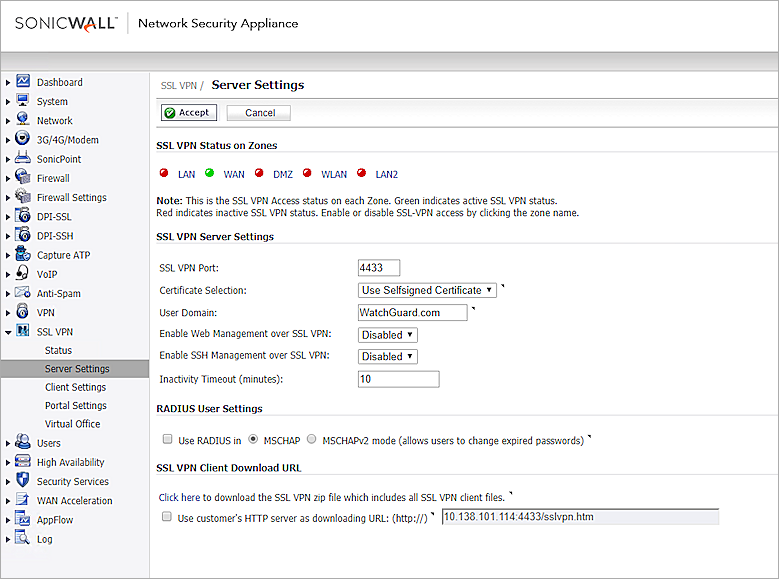 SONICWALL™ Network Security Appliance
Dashboard
System
Network
3G/4G/Modem
SonicPoint
Firewall
Firewall Settings
DPI-SSL
DPI-SSH
Capture ATP
VoIP
Anti-Spam
VPN
SSL VPN
Status
Server Settings
Client Settings
Portal Settings
Virtual Office
Users
High Availability
Security Services
WAN Acceleration
AppFlow
Log
SSL VPN / Server Settings
Accept Cancel
SSL VPN Status on Zones
LAN WAN DMZ WLAN LAN2
Note: This is the SSL VPN Access status on each Zone. Green indicates active SSL VPN status.
Red indicates inactive SSL VPN status. Enable or disable SSL-VPN access by clicking the zone name.
SSL VPN Server Settings
SSL VPN Port: 4433
Certificate Selection: Use Selfsigned Certificate
User Domain: WatchGuard.com
Enable Web Management over SSL VPN: Disabled
Enable SSH Management over SSL VPN: Disabled
Inactivity Timeout (minutes): 10
RADIUS User Settings
Use RADIUS in MSCHAP MSCHAPv2 mode (allows users to change expired passwords)
SSL VPN Client Download URL
Click here to download the SSL VPN zip file which includes all SSL VPN client files.
Use customer's HTTP server as downloading URL: (http://) 10.138.101.114:4433/sslvpn.htm